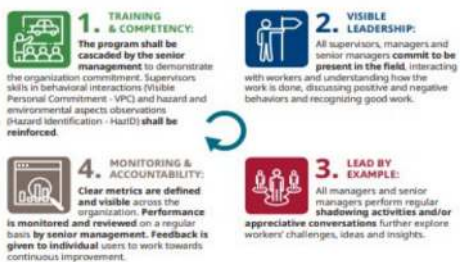 1. TRAINING
& COMPETENCY:
The program shall be
cascaded by the senior
management to demonstrate
the organization commitment. Supervisors
skills in behavioral interactions (Visible
Personal Commitment - VPC) and hazard and
environmental aspects observations
(Hazard Identification - HazID) shall be
reinforced.
2. VISIBLE
LEADERSHIP:
All supervisors, managers and
senior managers commit to be
present in the field, interacting
with workers and understanding how the
work is done, discussing positive and negative
behaviors and recognizing good work.
4. MONITORING &
ACCOUNTABILITY:
Clear metrics are defined
and visible across the
organization. Performance
is monitored and reviewed on a regular
basis by senior management. Feedback is
given to individual users to work towards
continuous improvement.
3. LEAD BY
EXAMPLE:
All managers and senior
managers perform regular
shadowing activities and/or
appreciative conversations further explore
workers' challenges, ideas and insights.